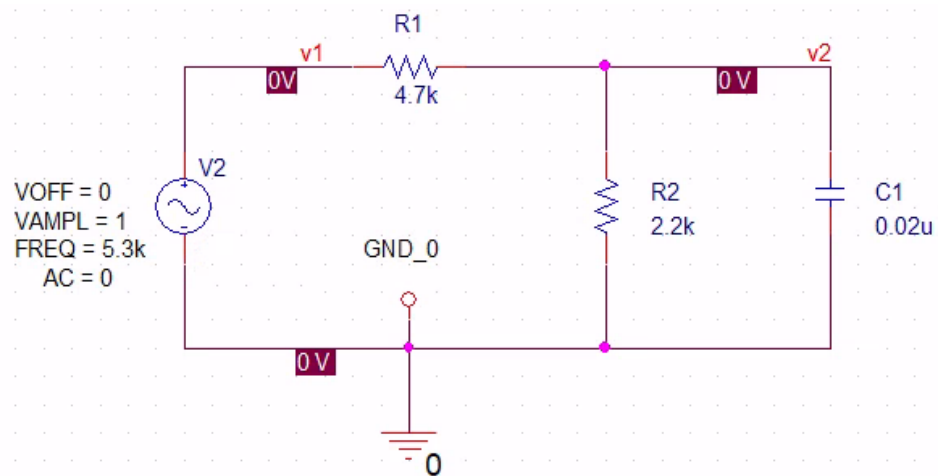 R1
v1
v2
0V
0 V
4.7k
V2
VOFF = 0
VAMPL = 1
FREQ = 5.3k
AC = 0
R2
2.2k
C1
0.02u
GND_0
0 V
0